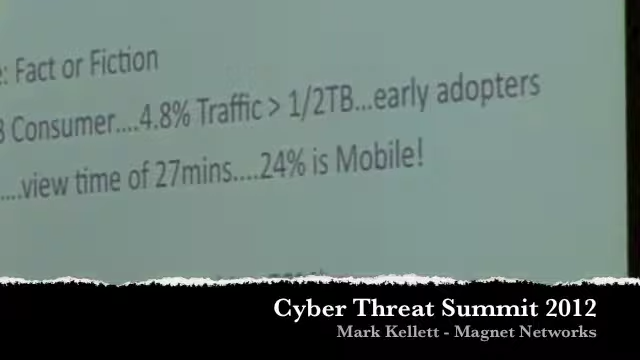 : Fact or Fiction
Consumer....4.8% Traffic > 1/2TB...early adopters
....view time of 27mins....24% is Mobile!
Cyber Threat Summit 2012
Mark Kellett - Magnet Networks